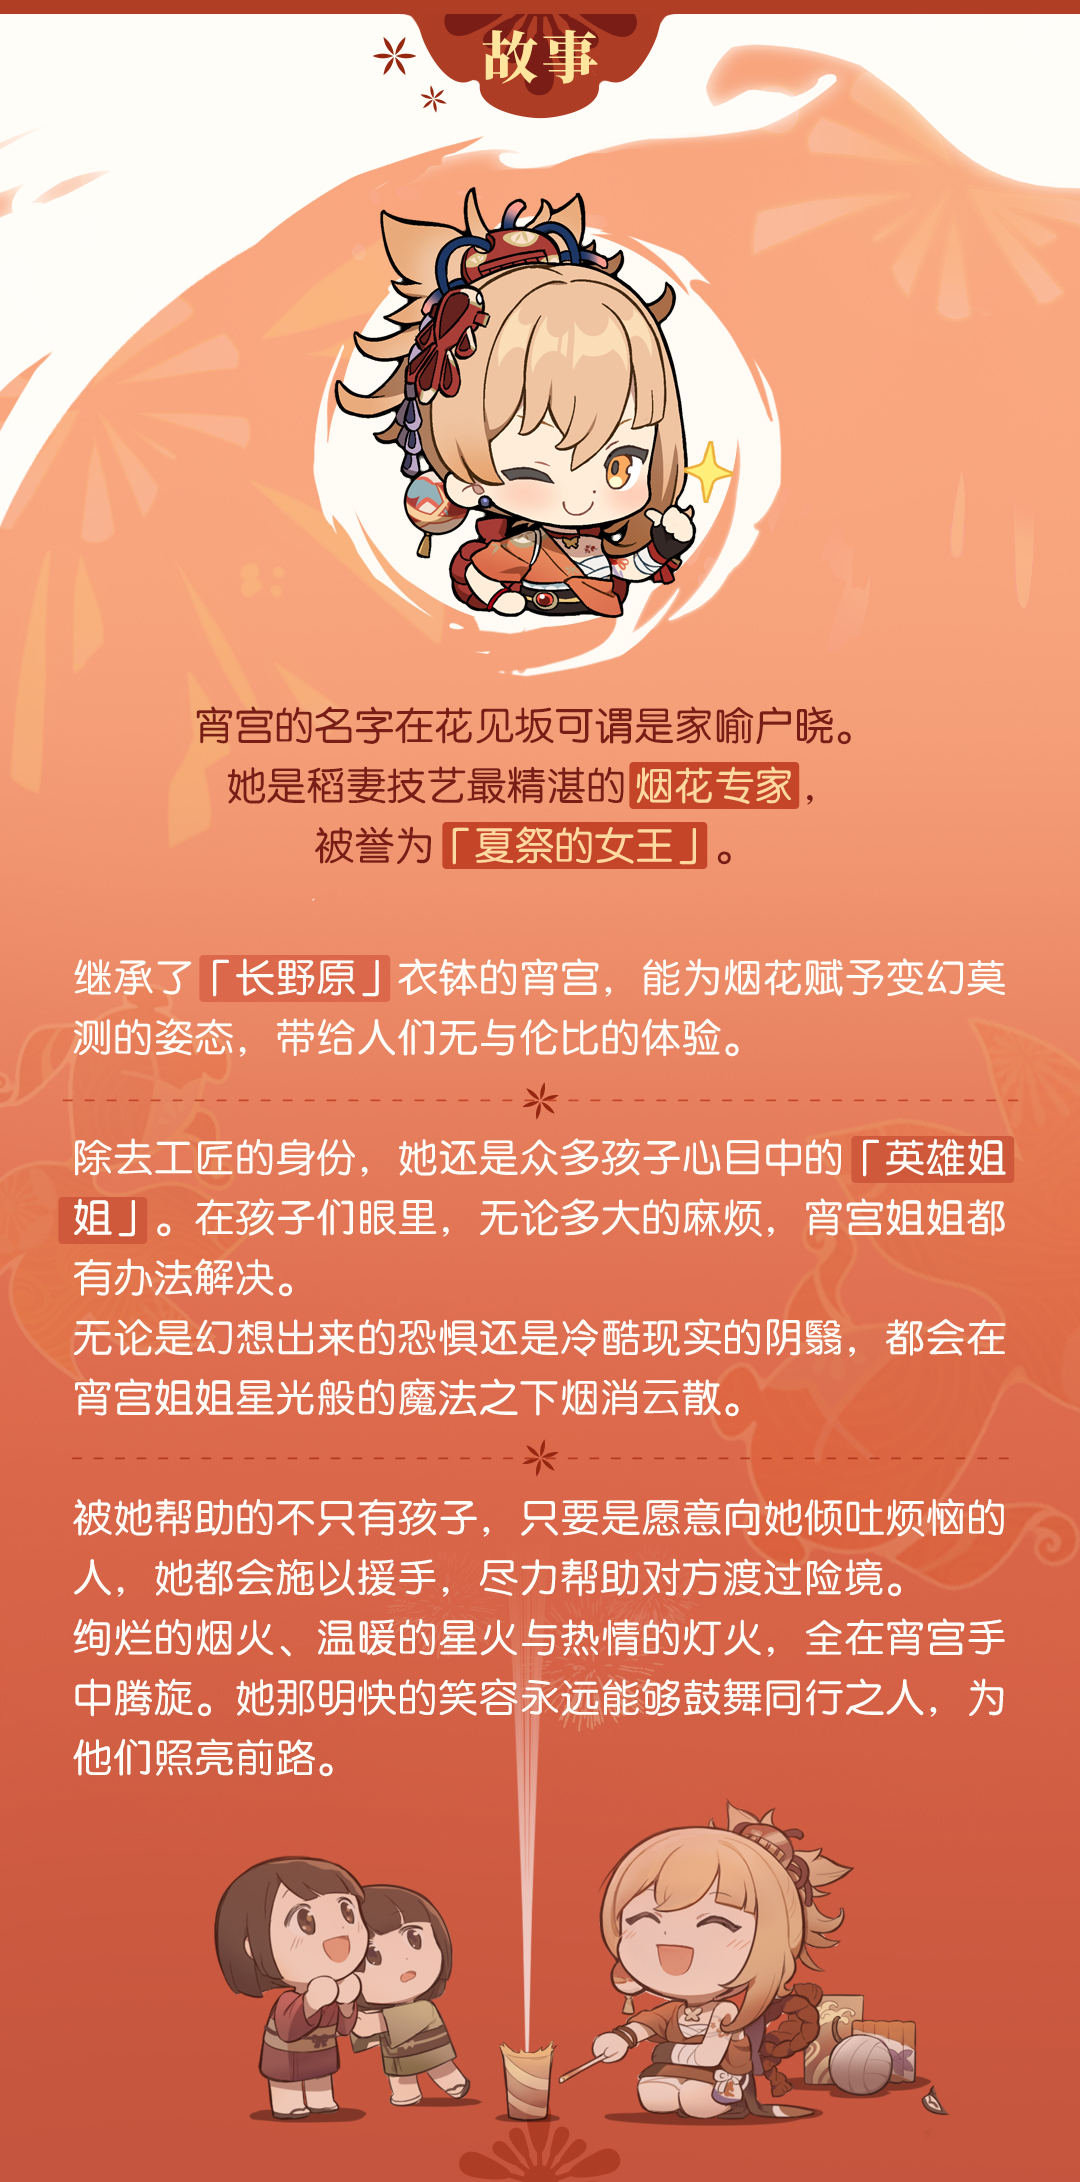 故事
宵宫的名字在花见坂可谓是家喻户晓。
她是稻妻技艺最精湛的烟花专家，
被誉为「夏祭的女王」。
继承了「长野原」衣钵的宵宫，能为烟花赋予变幻莫
测的姿态，带给人们无与伦比的体验。
除去工匠的身份，她还是众多孩子心目中的「英雄姐
姐」。在孩子们眼里，无论多大的麻烦，宵宫姐姐都
有办法解决。
无论是幻想出来的恐惧还是冷酷现实的阴翳，都会在
宵宫姐姐星光般的魔法之下烟消云散。
被她帮助的不只有孩子，只要是愿意向她倾吐烦恼的
人，她都会施以援手，尽力帮助对方渡过险境。
绚烂的烟火、温暖的星火与热情的灯火，全在宵宫手
中腾旋。她那明快的笑容永远能够鼓舞同行之人，为
他们照亮前路。